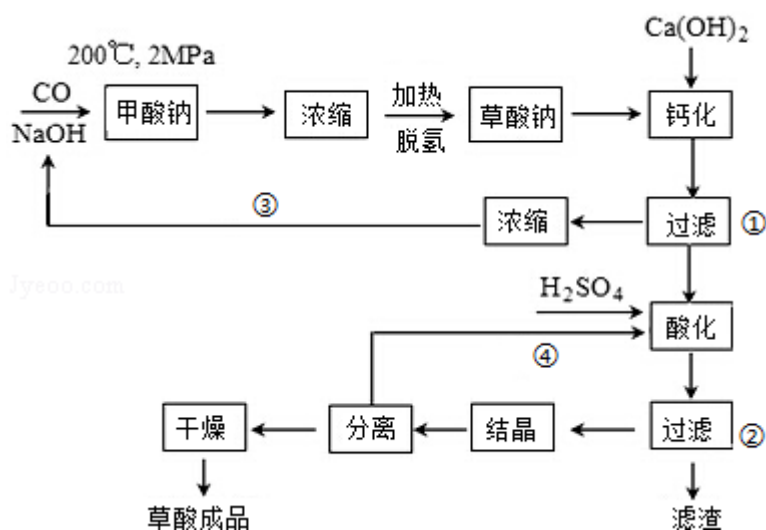 Ca(OH)₂
200℃, 2MPa
CO
NaOH
甲酸钠
浓缩
加热
脱氢
草酸钠
钙化
③
浓缩
过滤
①
Jyeoo.com
H₂SO₄
酸化
④
干燥
分离
结晶
过滤
②
草酸成品
滤渣